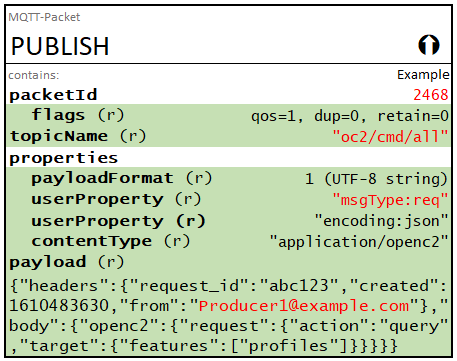 MQTT-Packet
PUBLISH
contains: Example
packetId 2468
flags (r) qos=1, dup=0, retain=0
topicName (r) "oc2/cmd/all"
properties
payloadFormat (r) 1 (UTF-8 string)
userProperty (r) "msgType:req"
userProperty (r) "encoding:json"
contentType (r) "application/openc2"
payload (r)
{"headers":{"request_id":"abc123","created":
1610483630,"from":"Producer1@example.com"},"
body":{"openc2":{"request":{"action":"query"
,"target":{"features":["profiles"]}}}}}